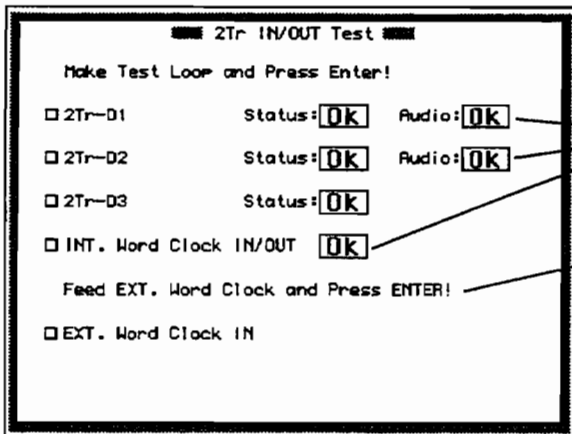 2Tr IN/OUT Test
Make Test Loop and Press Enter!
2Tr-D1 Status: Ok Audio: Ok
2Tr-D2 Status: Ok Audio: Ok
2Tr-D3 Status: Ok
INT. Word Clock IN/OUT Ok
Feed EXT. Word Clock and Press ENTER!
EXT. Word Clock IN